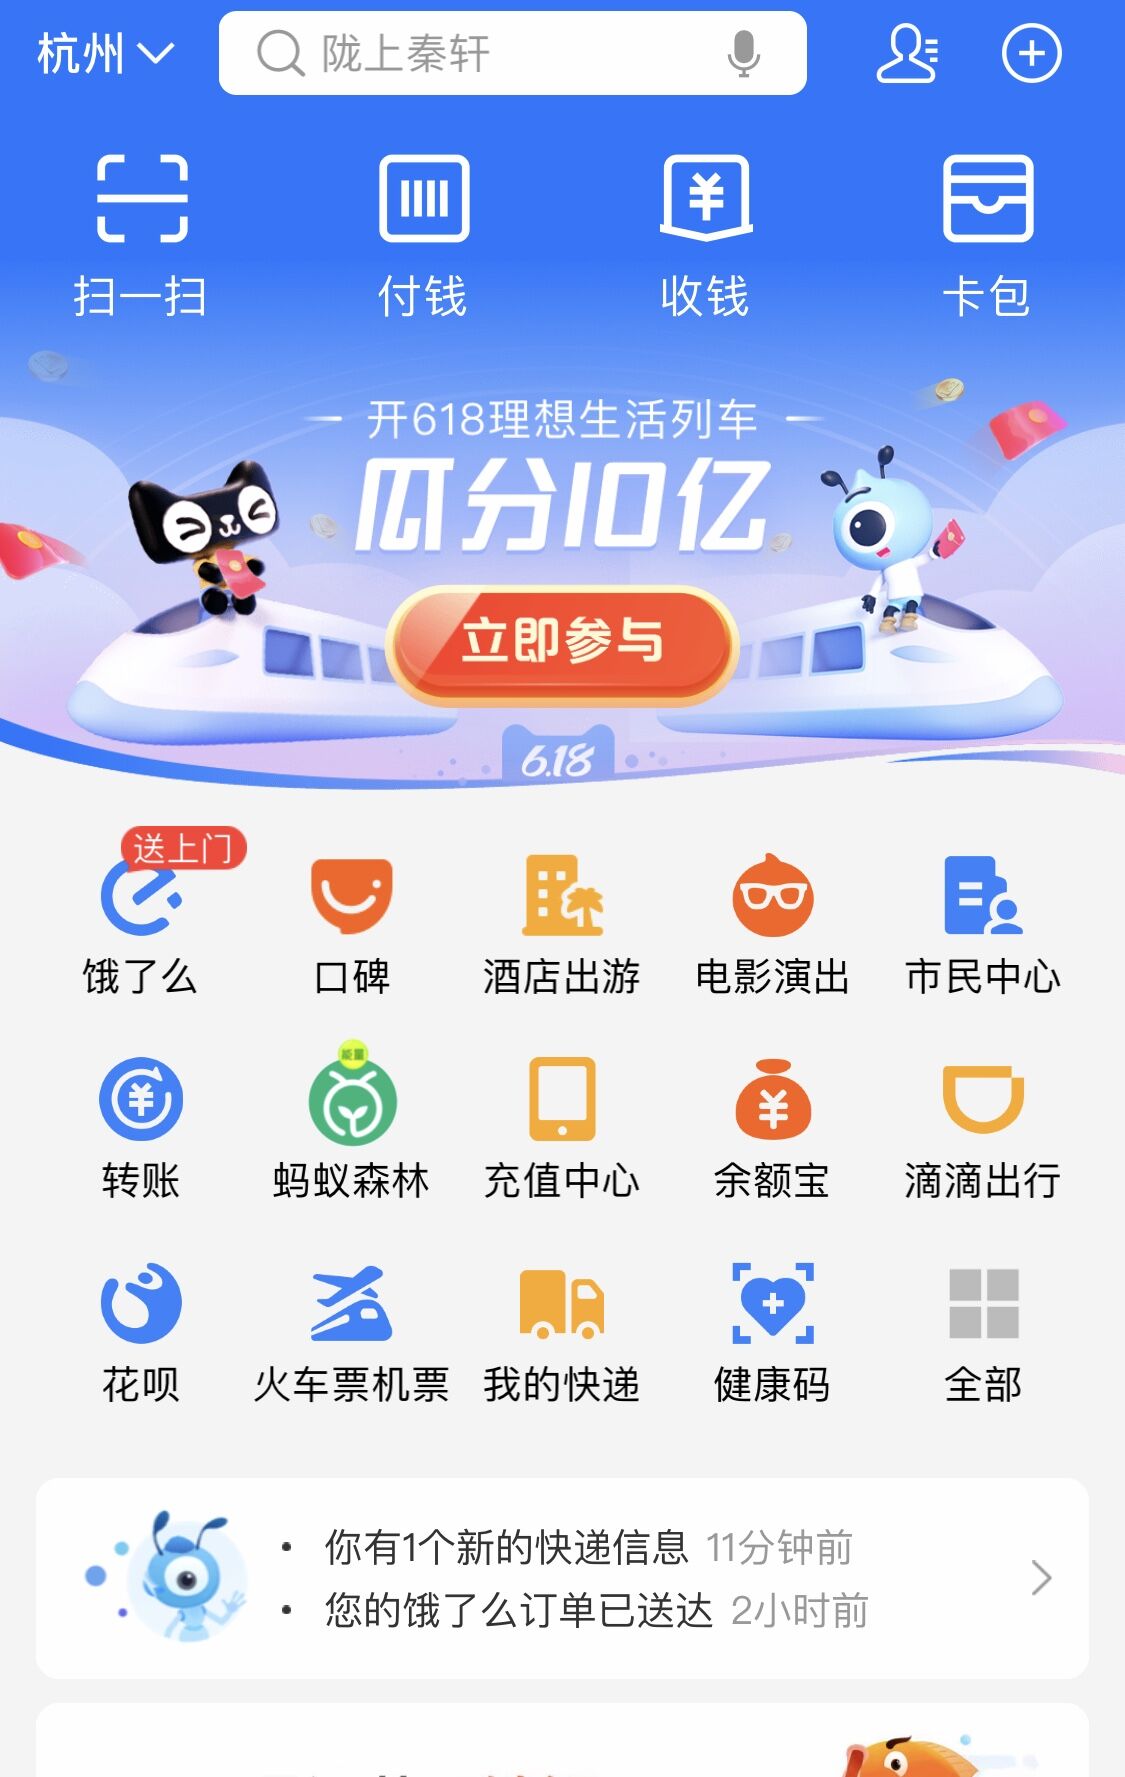 杭州
陇上秦轩
扫一扫
付钱
收钱
卡包
开618理想生活列车
瓜分10亿
立即参与
6.18
送上门
饿了么
口碑
酒店出游
电影演出
市民中心
能量
转账
蚂蚁森林
充值中心
余额宝
滴滴出行
花呗
火车票机票
我的快递
健康码
全部
你有1个新的快递信息 11分钟前
您的饿了么订单已送达 2小时前